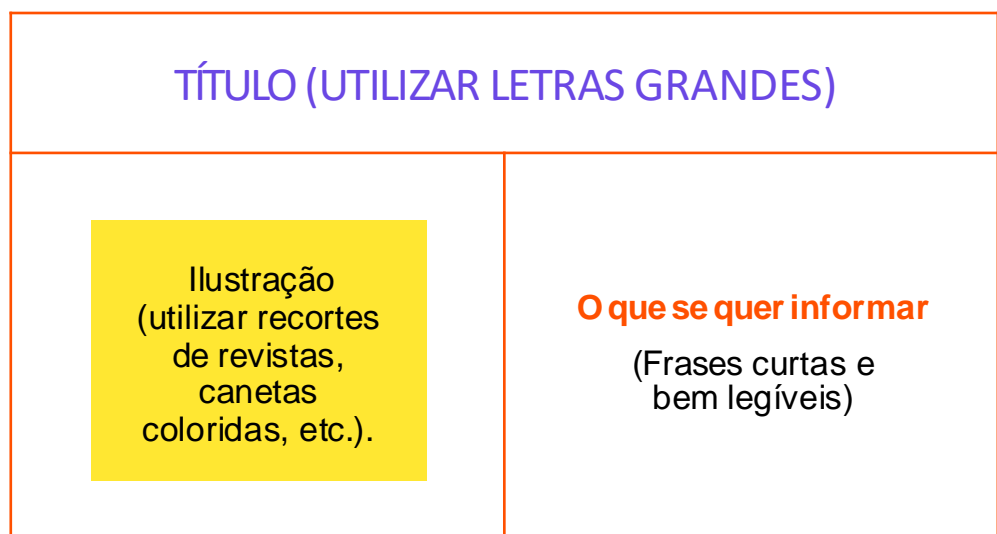 TÍTULO (UTILIZAR LETRAS GRANDES)
Ilustração
(utilizar recortes
de revistas,
canetas
coloridas, etc.).
O que se quer informar
(Frases curtas e
bem legíveis)